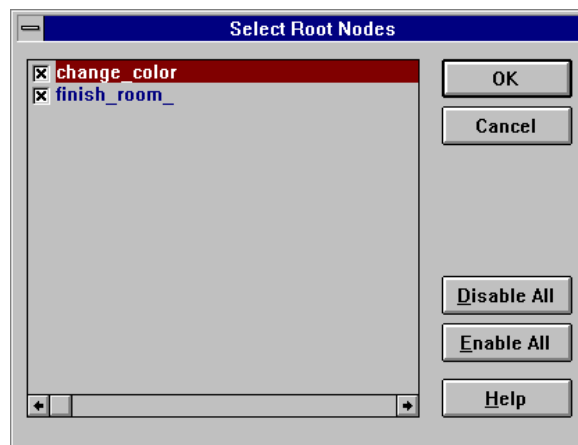 Select Root Nodes
change_color
finish_room_
OK
Cancel
Disable All
Enable All
Help